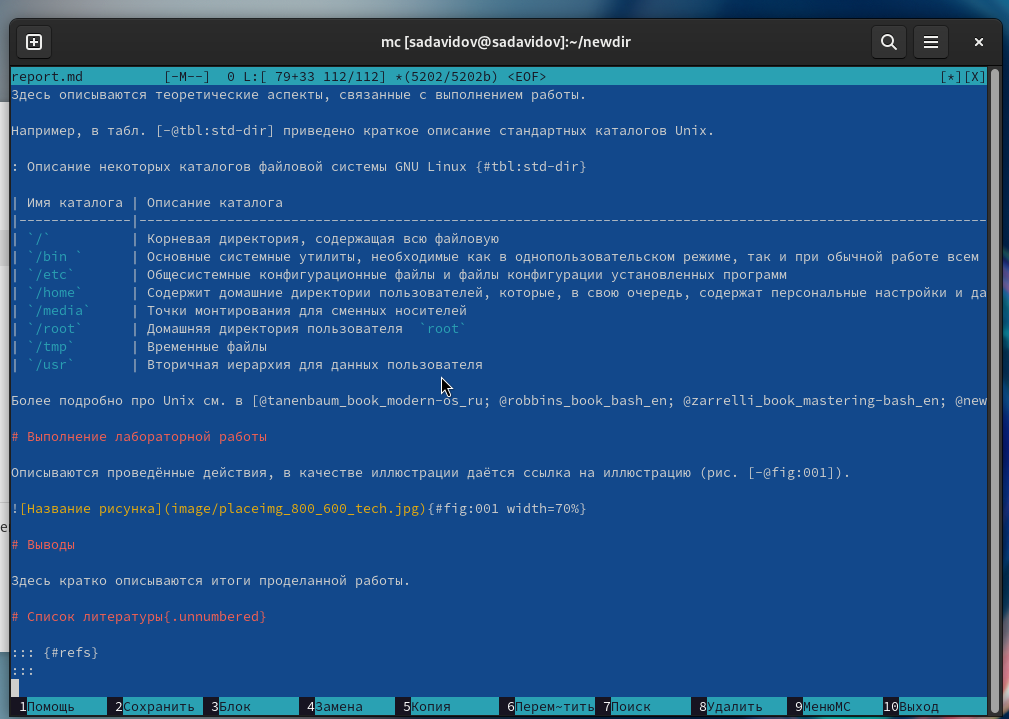 mc [sadavidov@sadavidov]:~/newdir
report.md [-M--] 0 L:[ 79+33 112/112] *(5202/5202b) <EOF> [*][X]
Здесь описываются теоретические аспекты, связанные с выполнением работы.
Например, в табл. [-@tbl:std-dir] приведено краткое описание стандартных каталогов Unix.
: Описание некоторых каталогов файловой системы GNU Linux {#tbl:std-dir}
| Имя каталога | Описание каталога
|--------------|----------------------------------------------------------------------------------------------------------
| `/` | Корневая директория, содержащая всю файловую
| `/bin ` | Основные системные утилиты, необходимые как в однопользовательском режиме, так и при обычной работе всем
| `/etc` | Общесистемные конфигурационные файлы и файлы конфигурации установленных программ
| `/home` | Содержит домашние директории пользователей, которые, в свою очередь, содержат персональные настройки и да
| `/media` | Точки монтирования для сменных носителей
| `/root` | Домашняя директория пользователя  `root`
| `/tmp` | Временные файлы
| `/usr` | Вторичная иерархия для данных пользователя
Более подробно про Unix см. в [@tanenbaum_book_modern-os_ru; @robbins_book_bash_en; @zarrelli_book_mastering-bash_en; @new
# Выполнение лабораторной работы
Описываются проведённые действия, в качестве иллюстрации даётся ссылка на иллюстрацию (рис. [-@fig:001]).
![Название рисунка](image/placeimg_800_600_tech.jpg){#fig:001 width=70%}
# Выводы
Здесь кратко описываются итоги проделанной работы.
# Список литературы{.unnumbered}
::: {#refs}
:::
1Помощь 2Сохранить 3Блок 4Замена 5Копия 6Перем~тить 7Поиск 8Удалить 9МенюMC 10Выход